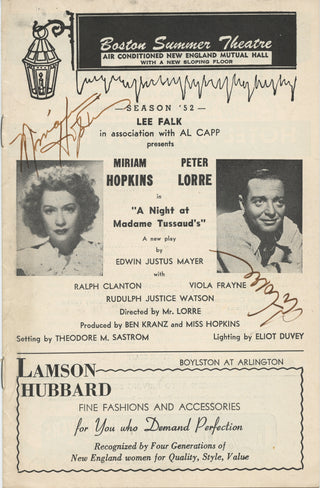 Boston Summer Theatre
AIR CONDITIONED NEW ENGLAND MUTUAL HALL
WITH A NEW SLOPING FLOOR
—SEASON '52—
LEE FALK
in association with AL CAPP
presents
MIRIAM PETER
HOPKINS LORRE
in
"A Night at
Madame Tussaud's"
A new play
by
EDWIN JUSTUS MAYER
with
RALPH CLANTON VIOLA FRAYNE
RUDULPH JUSTICE WATSON
Directed by Mr. LORRE
Produced by BEN KRANZ and MISS HOPKINS
Setting by THEODORE M. SASTROM Lighting by ELIOT DUVEY
LAMSON BOYLSTON AT ARLINGTON
HUBBARD
FINE FASHIONS AND ACCESSORIES
for You who Demand Perfection
Recognized by Four Generations of
New England women for Quality, Style, Value